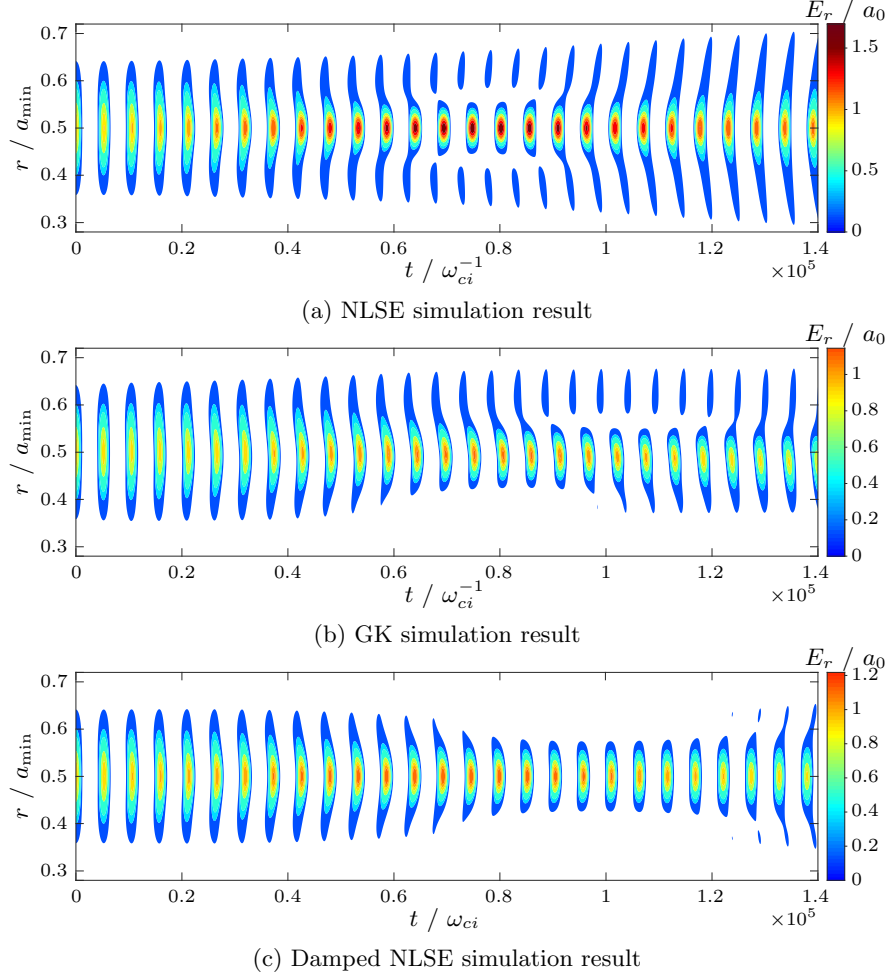 E_r / a_0
0.7
0.6
0.5
0.4
0.3
r / a_min
1.5
1
0.5
0
0 0.2 0.4 0.6 0.8 1 1.2 1.4
×10^5
t / ω_ci^{-1}
(a) NLSE simulation result
E_r / a_0
0.7
0.6
0.5
0.4
0.3
r / a_min
1
0.8
0.6
0.4
0.2
0
0 0.2 0.4 0.6 0.8 1 1.2 1.4
×10^5
t / ω_ci^{-1}
(b) GK simulation result
E_r / a_0
0.7
0.6
0.5
0.4
0.3
r / a_min
1.2
1
0.8
0.6
0.4
0.2
0
0 0.2 0.4 0.6 0.8 1 1.2 1.4
×10^5
t / ω_ci
(c) Damped NLSE simulation result